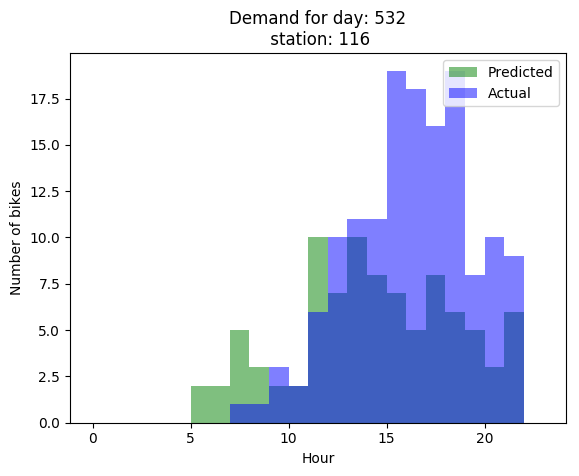 Demand for day: 532
station: 116
Predicted
Actual
17.5
15.0
12.5
10.0
7.5
5.0
2.5
0.0
Number of bikes
0 5 10 15 20
Hour